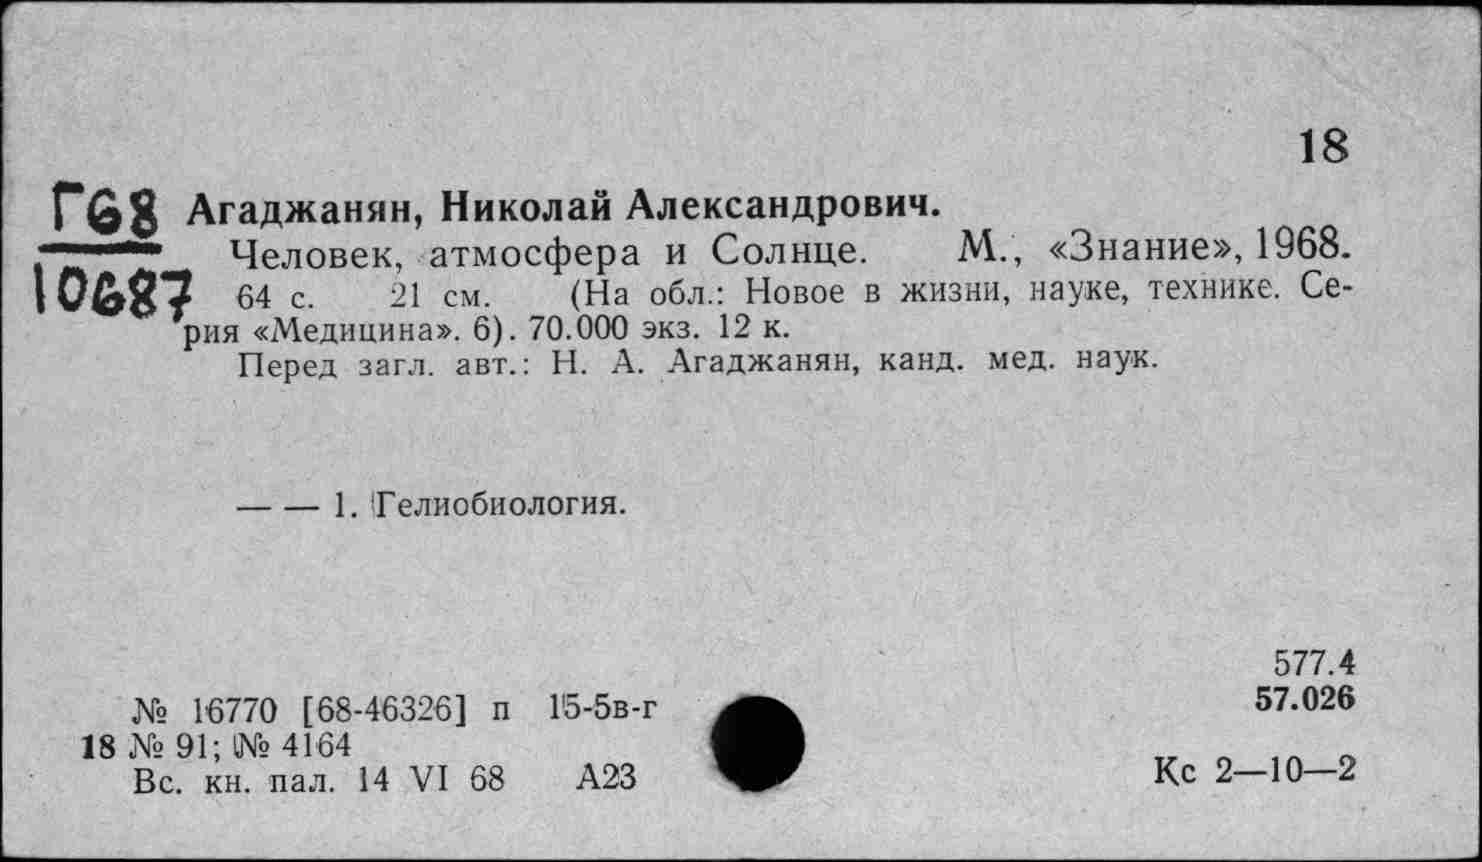 18
Г68 Агаджанян, Николай Александрович.
Человек, атмосфера и Солнце. М., «Знание», 1968.
10687 64 с. 21 см. (На обл.: Новое в жизни, науке, технике. Се-
рия «Медицина». 6). 70.000 экз. 12 к.
Перед загл. авт.: Н. А. Агаджанян, канд. мед. наук.
— — 1. Гелиобиология.
577.4
57.026
№ 16770 [68-46326] п 15-5в-г
18 № 91; № 4164
Вс. кн. пал. 14 VI 68 А23
Кс 2—10—2